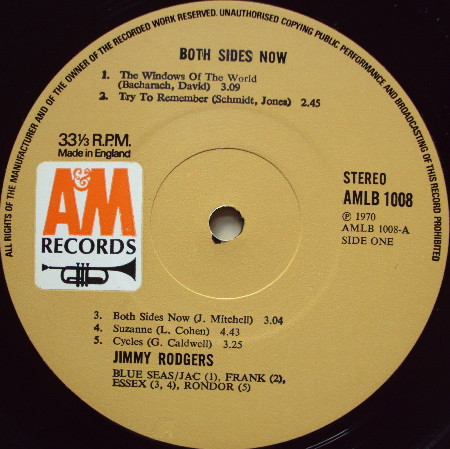 ALL RIGHTS OF THE MANUFACTURER AND OF THE OWNER OF THE RECORDED WORK RESERVED. UNAUTHORISED COPYING PUBLIC PERFORMANCE AND BROADCASTING OF THIS RECORD PROHIBITED
BOTH SIDES NOW
1. The Windows Of The World
(Bacharach, David) 3.09
2. Try To Remember (Schmidt, Jones) 2.45
33⅓ R.P.M.
Made in England
A&M
RECORDS
STEREO
AMLB 1008
℗ 1970
AMLB 1008-A
SIDE ONE
3. Both Sides Now (J. Mitchell) 3.04
4. Suzanne (L. Cohen) 4.43
5. Cycles (G. Caldwell) 3.25
JIMMY RODGERS
BLUE SEAS/JAC (1), FRANK (2),
ESSEX (3, 4), RONDOR (5)